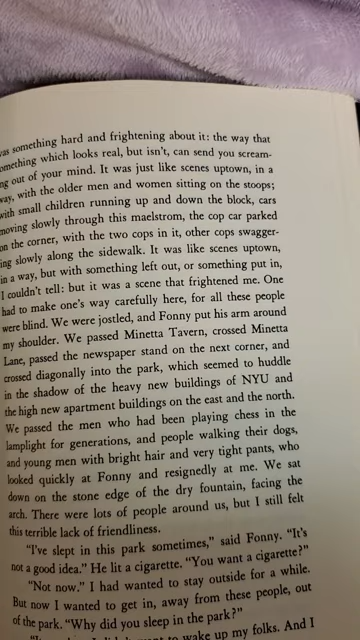 was something hard and frightening about it: the way that
something which looks real, but isn't, can send you scream-
ng out of your mind. It was just like scenes uptown, in a
way, with the older men and women sitting on the stoops;
with small children running up and down the block, cars
moving slowly through this maelstrom, the cop car parked
on the corner, with the two cops in it, other cops swagger-
ing slowly along the sidewalk. It was like scenes uptown,
in a way, but with something left out, or something put in,
I couldn't tell: but it was a scene that frightened me. One
had to make one's way carefully here, for all these people
were blind. We were jostled, and Fonny put his arm around
my shoulder. We passed Minetta Tavern, crossed Minetta
Lane, passed the newspaper stand on the next corner, and
crossed diagonally into the park, which seemed to huddle
in the shadow of the heavy new buildings of NYU and
the high new apartment buildings on the east and the north.
We passed the men who had been playing chess in the
lamplight for generations, and people walking their dogs,
and young men with bright hair and very tight pants, who
looked quickly at Fonny and resignedly at me. We sat
down on the stone edge of the dry fountain, facing the
arch. There were lots of people around us, but I still felt
this terrible lack of friendliness.
"I've slept in this park sometimes," said Fonny. "It's
not a good idea." He lit a cigarette. "You want a cigarette?"
"Not now." I had wanted to stay outside for a while.
But now I wanted to get in, away from these people, out
of the park. "Why did you sleep in the park?"
to wake up my folks. And I